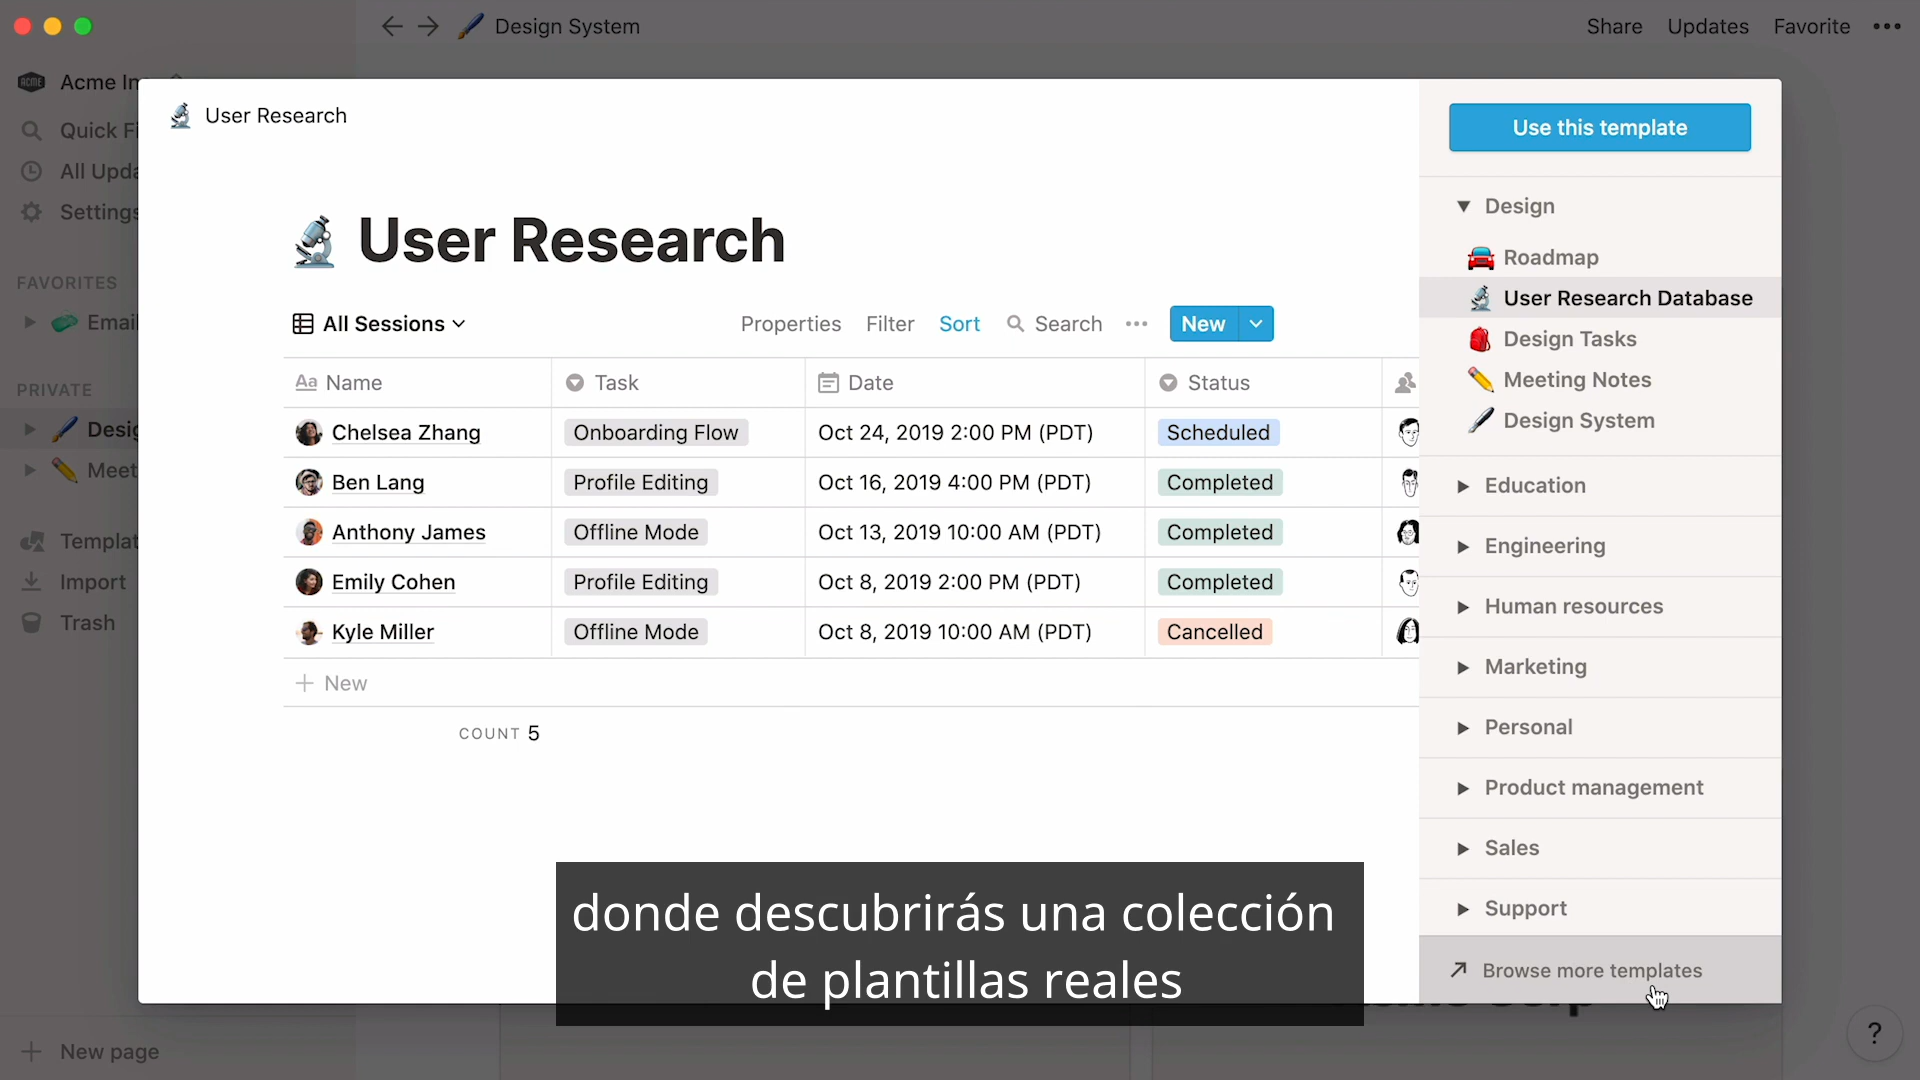 Design System
Share
Updates
Favorite
ACME
Acme In
Quick Fi
All Upda
Settings
FAVORITES
Email
PRIVATE
Desig
Meet
Templat
Import
Trash
New page
User Research
User Research
All Sessions
Properties
Filter
Sort
Search
New
Aa Name
Task
Date
Status
Chelsea Zhang
Onboarding Flow
Oct 24, 2019 2:00 PM (PDT)
Scheduled
Ben Lang
Profile Editing
Oct 16, 2019 4:00 PM (PDT)
Completed
Anthony James
Offline Mode
Oct 13, 2019 10:00 AM (PDT)
Completed
Emily Cohen
Profile Editing
Oct 8, 2019 2:00 PM (PDT)
Completed
Kyle Miller
Offline Mode
Oct 8, 2019 10:00 AM (PDT)
Cancelled
New
COUNT 5
Use this template
Design
Roadmap
User Research Database
Design Tasks
Meeting Notes
Design System
Education
Engineering
Human resources
Marketing
Personal
Product management
Sales
Support
Browse more templates
donde descubrirás una colección
de plantillas reales
?